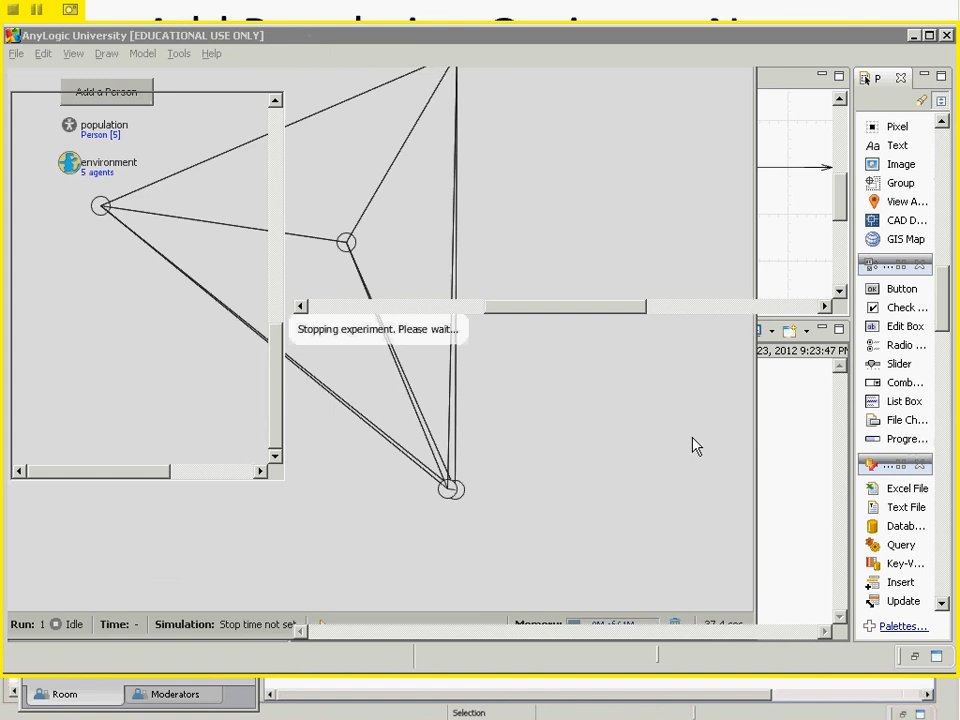 AnyLogic University [EDUCATIONAL USE ONLY]
File Edit View Draw Model Tools Help
Add a Person
population
Person [5]
environment
5 agents
Stopping experiment. Please wait...
23, 2012 9:23:47 PM
P
Pixel
Text
Image
Group
View A...
CAD D...
GIS Map
...
Button
Check ...
Edit Box
Radio ...
Slider
Comb...
List Box
File Ch...
Progre...
...
Excel File
Text File
Datab...
Query
Key-V...
Insert
Update
Palettes...
Run: 1 Idle Time: - Simulation: Stop time not set
37.4 sec
Room Moderators
Selection